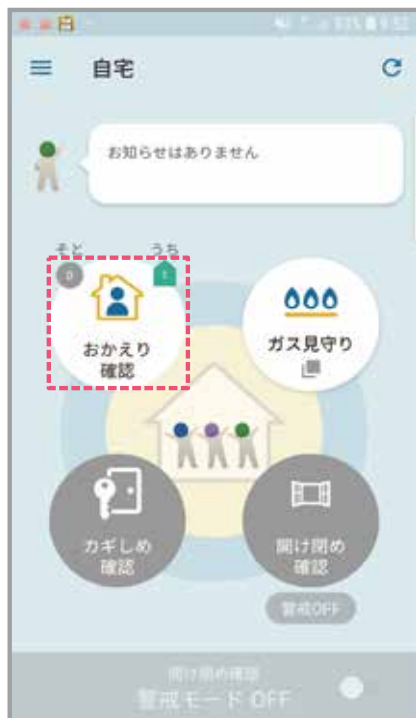 自宅
お知らせはありません
そと
うち
0
1
おかえり
確認
ガス見守り
カギしめ
確認
開け閉め
確認
警戒OFF
開け閉め確認
警戒モード OFF